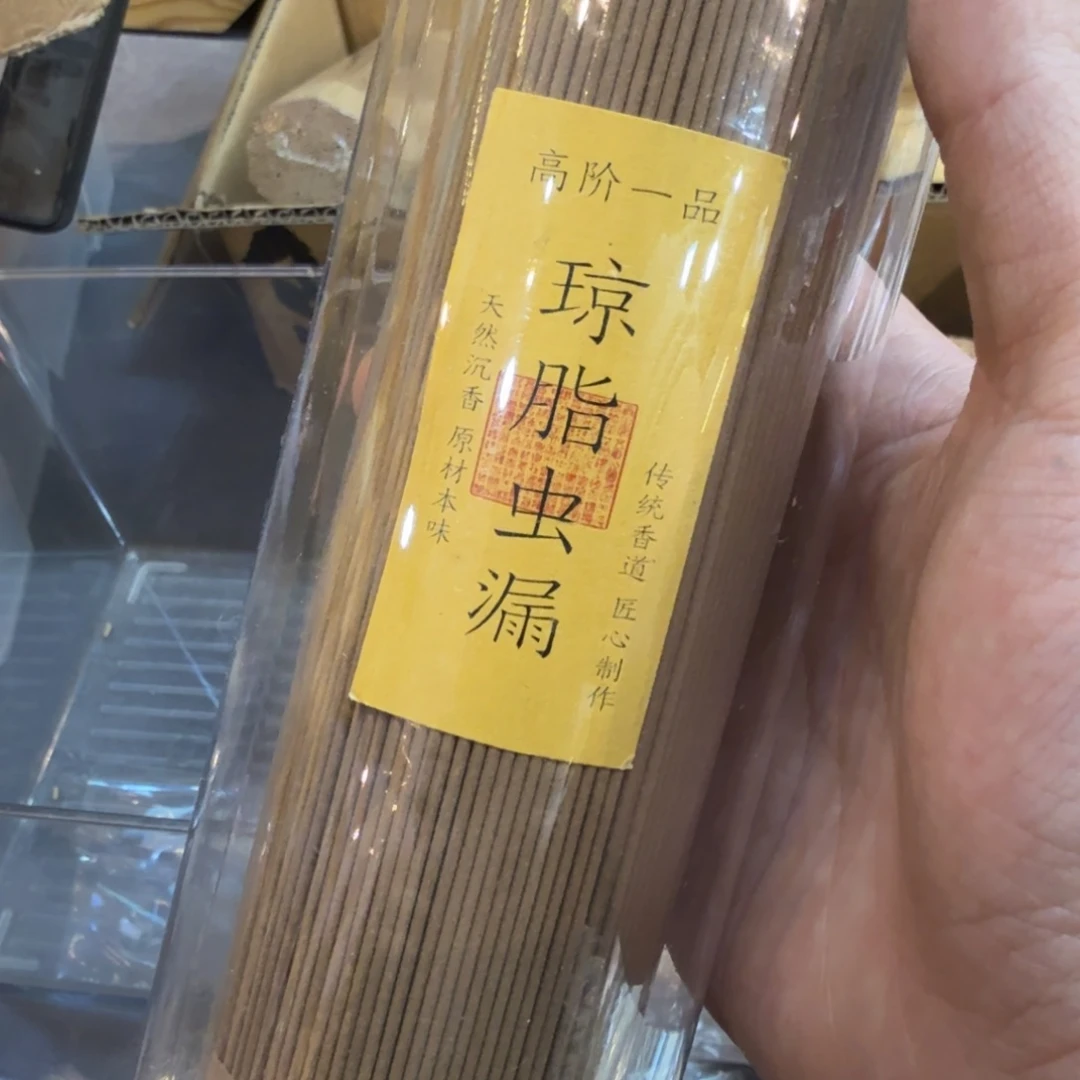 高阶一品
琼脂虫漏
天然沉香 原材本味
传统香道 匠心制作